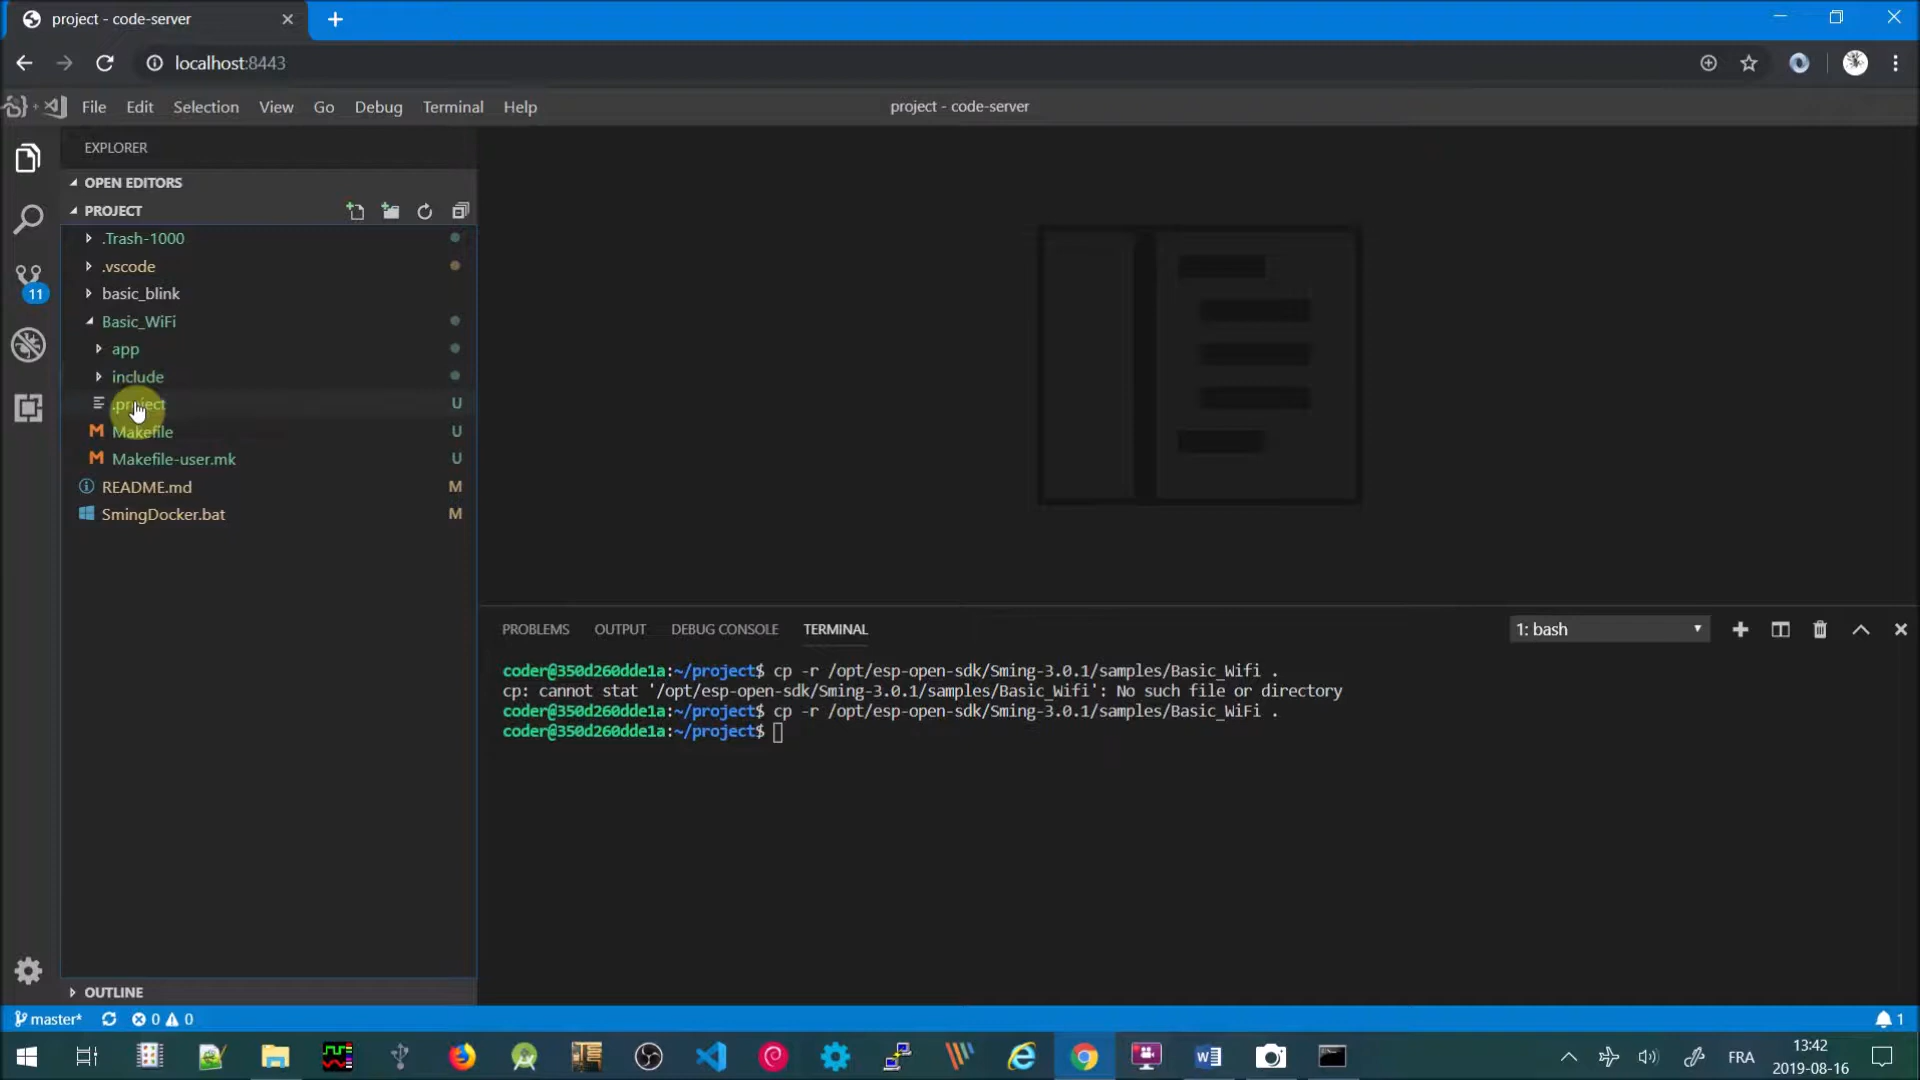 project - code-server
localhost:8443
File Edit Selection View Go Debug Terminal Help
project - code-server
EXPLORER
OPEN EDITORS
PROJECT
.Trash-1000
.vscode
basic_blink
11
Basic_WiFi
app
include
.project U
Makefile U
Makefile-user.mk U
README.md M
SmingDocker.bat M
PROBLEMS OUTPUT DEBUG CONSOLE TERMINAL
1: bash
coder@350d260dde1a:~/project$ cp -r /opt/esp-open-sdk/Sming-3.0.1/samples/Basic_Wifi .
cp: cannot stat '/opt/esp-open-sdk/Sming-3.0.1/samples/Basic_Wifi': No such file or directory
coder@350d260dde1a:~/project$ cp -r /opt/esp-open-sdk/Sming-3.0.1/samples/Basic_WiFi .
coder@350d260dde1a:~/project$
OUTLINE
master* 0 0 1
FRA
13:42
2019-08-16